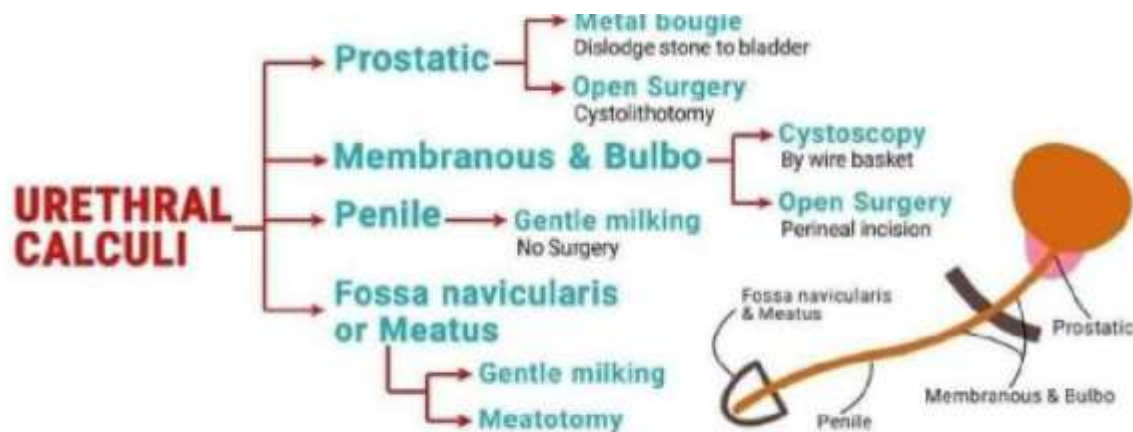 Metal bougie
Dislodge stone to bladder
Prostatic
Open Surgery
Cystolithotomy
Membranous & Bulbo
Cystoscopy
By wire basket
Open Surgery
Perineal incision
URETHRAL
CALCULI
Penile
Gentle milking
No Surgery
Fossa navicularis
or Meatus
Gentle milking
Meatotomy
Fossa navicularis
& Meatus
Prostatic
Membranous & Bulbo
Penile